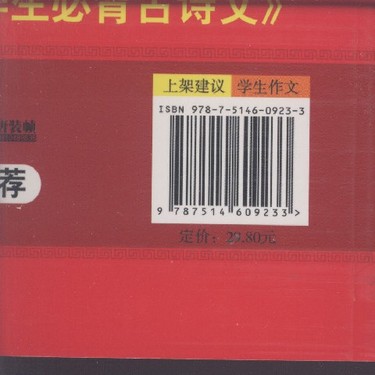 生必背古诗文》
上架建议 学生作文
ISBN 978-7-5146-0923-3
荐
9 787514 609233 >
定价：29.80元